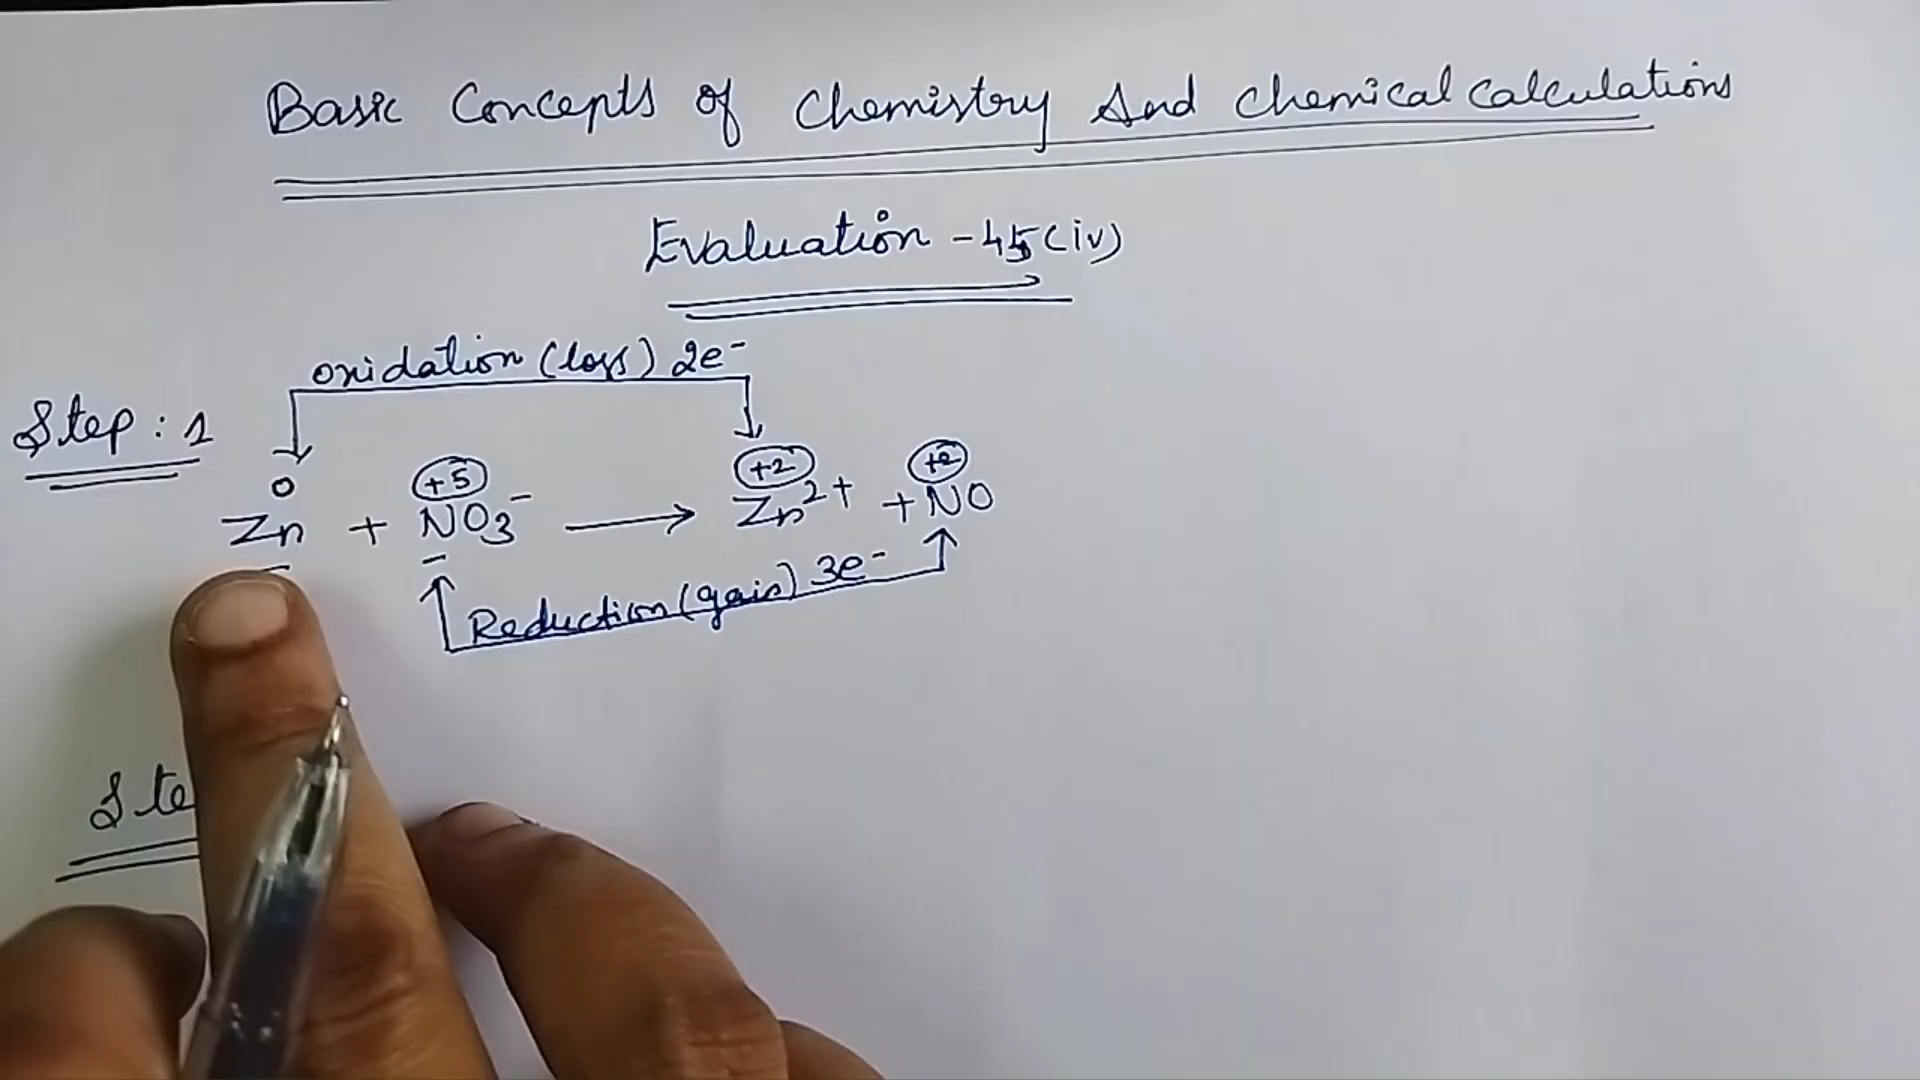 Basic Concepts of Chemistry And Chemical Calculations
Evaluation - 45 (iv)
oxidation (loss) 2e⁻
Step : 1
0 +5 +2 +2
Zn + NO₃⁻ ⟶ Zn²⁺ + NO
Reduction (gain) 3e⁻
Ste